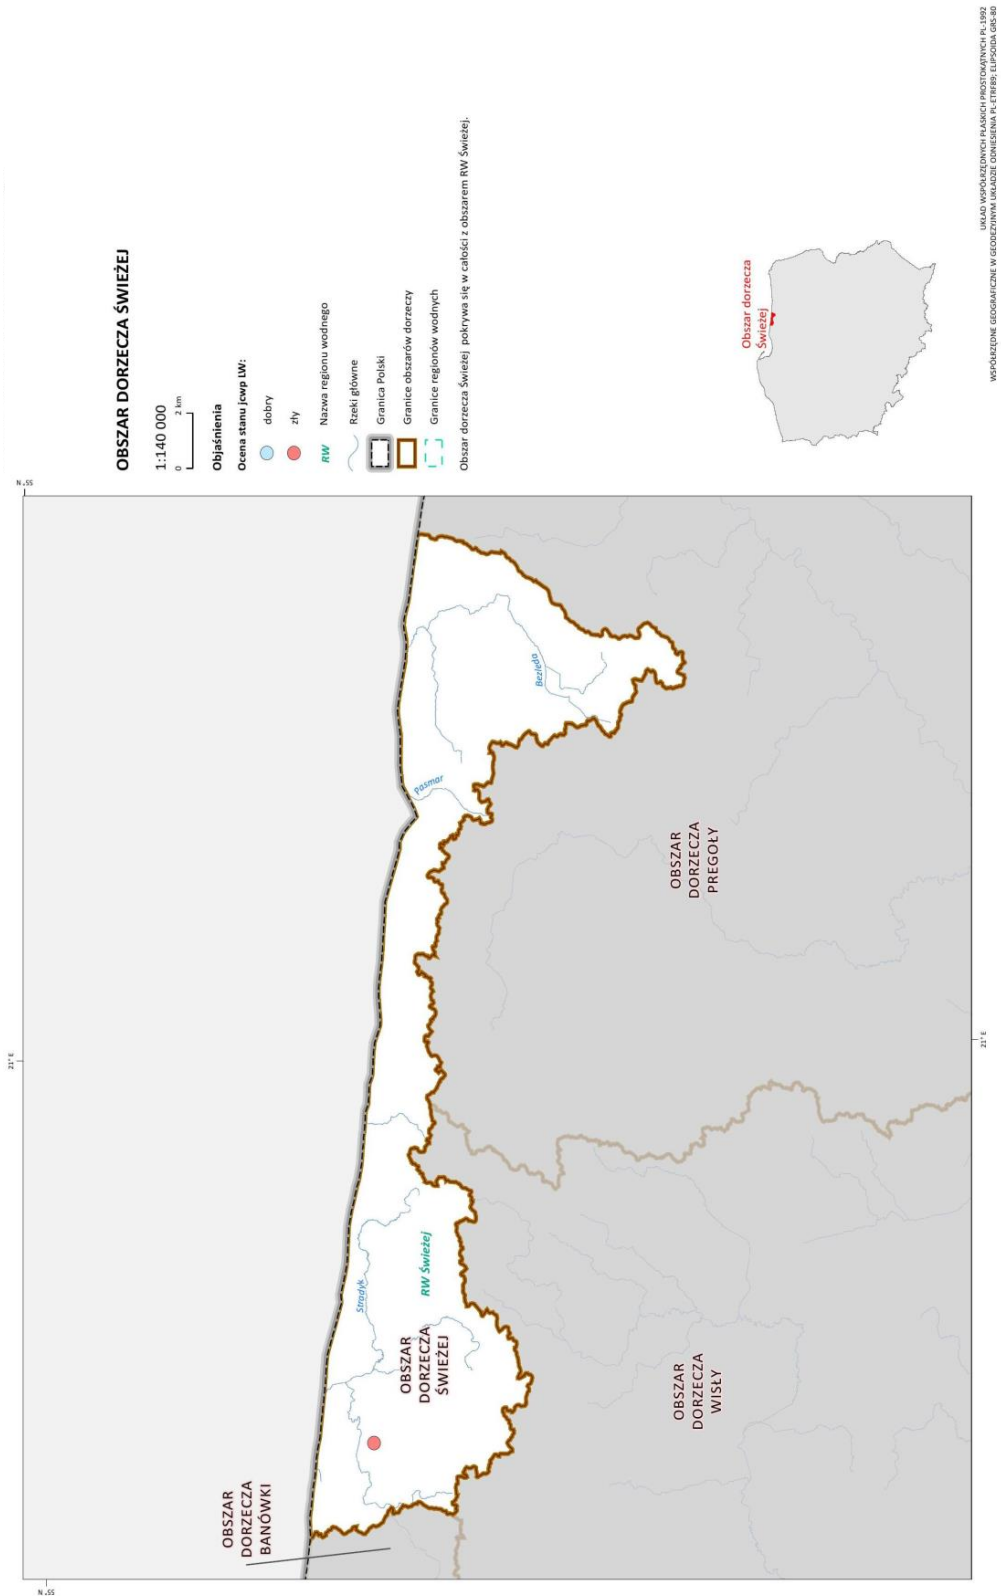 OBSZAR DORZECZA ŚWIEŻEJ
1:140 000
0 2 km
Objaśnienia
Ocena stanu jcwp LW:
dobry
zły
RW Nazwa regionu wodnego
Rzeki główne
Granica Polski
Granice obszarów dorzeczy
Granice regionów wodnych
Obszar dorzecza Świeżej pokrywa się w całości z obszarem RW Świeżej.
Obszar dorzecza
Świeżej
UKŁAD WSPÓŁRZĘDNYCH PŁASKICH PROSTOKĄTNYCH PL-1992
WSPÓŁRZĘDNE GEOGRAFICZNE W GEODEZYJNYM UKŁADZIE ODNIESIENIA PL-ETRF89; ELIPSOIDA GRS-80
21° E
OBSZAR
DORZECZA
BANÓWKI
Stradyk
RW Świeżej
OBSZAR
DORZECZA
ŚWIEŻEJ
Pasmar
Bezleda
OBSZAR
DORZECZA
WISŁY
OBSZAR
DORZECZA
PREGOŁY
21° E